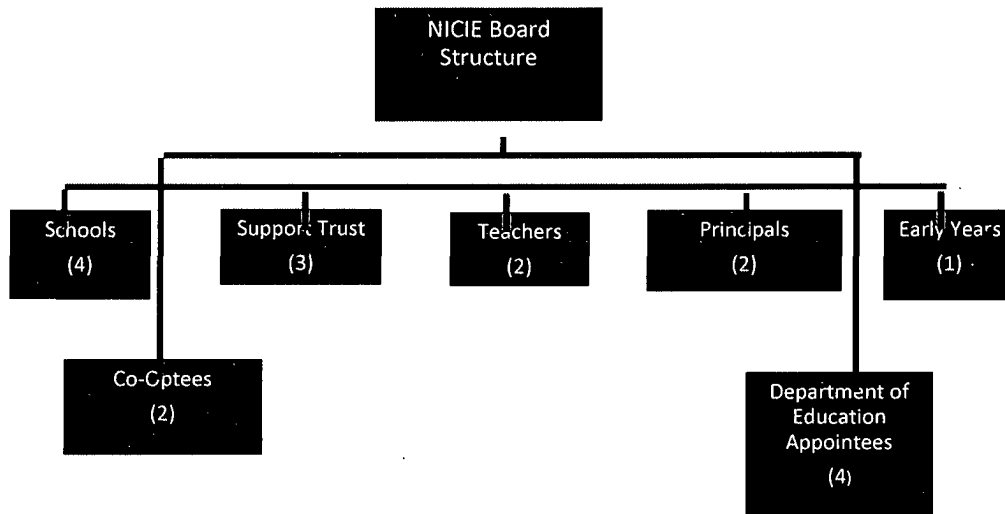 NICIE Board
Structure
Schools
(4)
Support Trust
(3)
Teachers
(2)
Principals
(2)
Early Years
(1)
Co-Optees
(2)
Department of
Education
Appointees
(4)